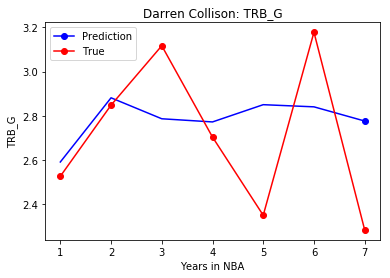 Darren Collison: TRB_G
Prediction
True
3.2
3.0
2.8
2.6
2.4
TRB_G
1 2 3 4 5 6 7
Years in NBA